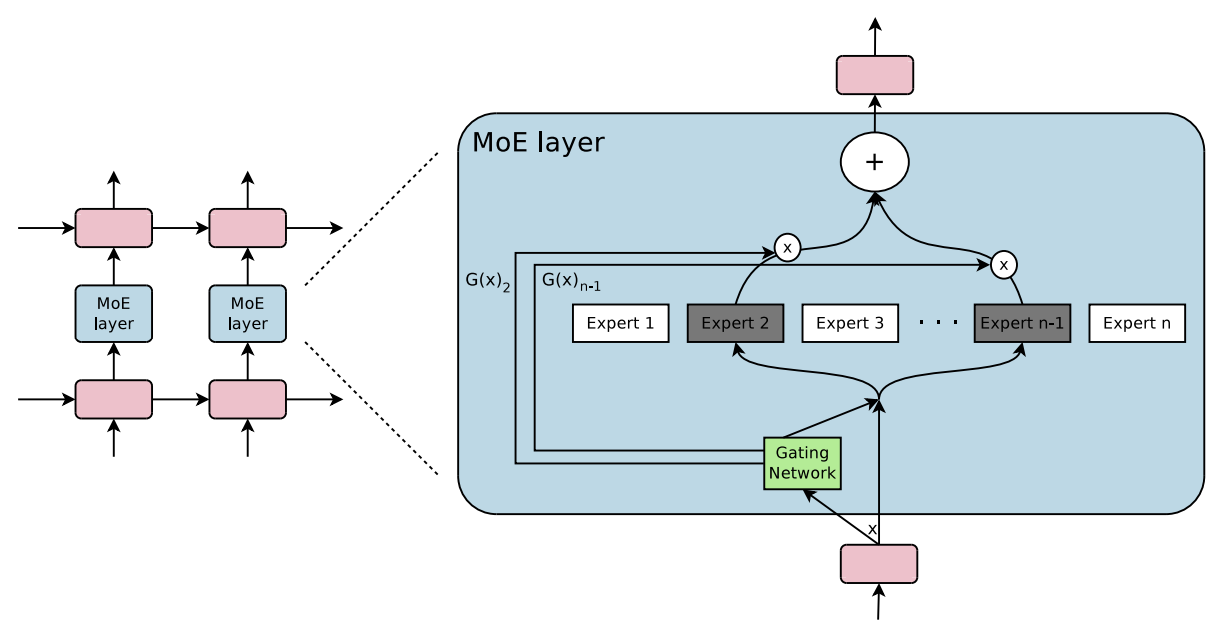 MoE layer
+
x
x
G(x)2
G(x)n-1
MoE
layer
MoE
layer
Expert 1
Expert 2
Expert 3
. . .
Expert n-1
Expert n
Gating
Network
x